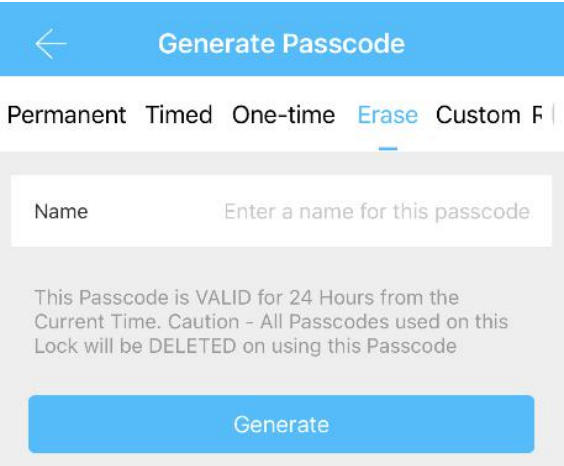 Generate Passcode
Permanent Timed One-time Erase Custom R
Name Enter a name for this passcode
This Passcode is VALID for 24 Hours from the
Current Time. Caution - All Passcodes used on this
Lock will be DELETED on using this Passcode
Generate